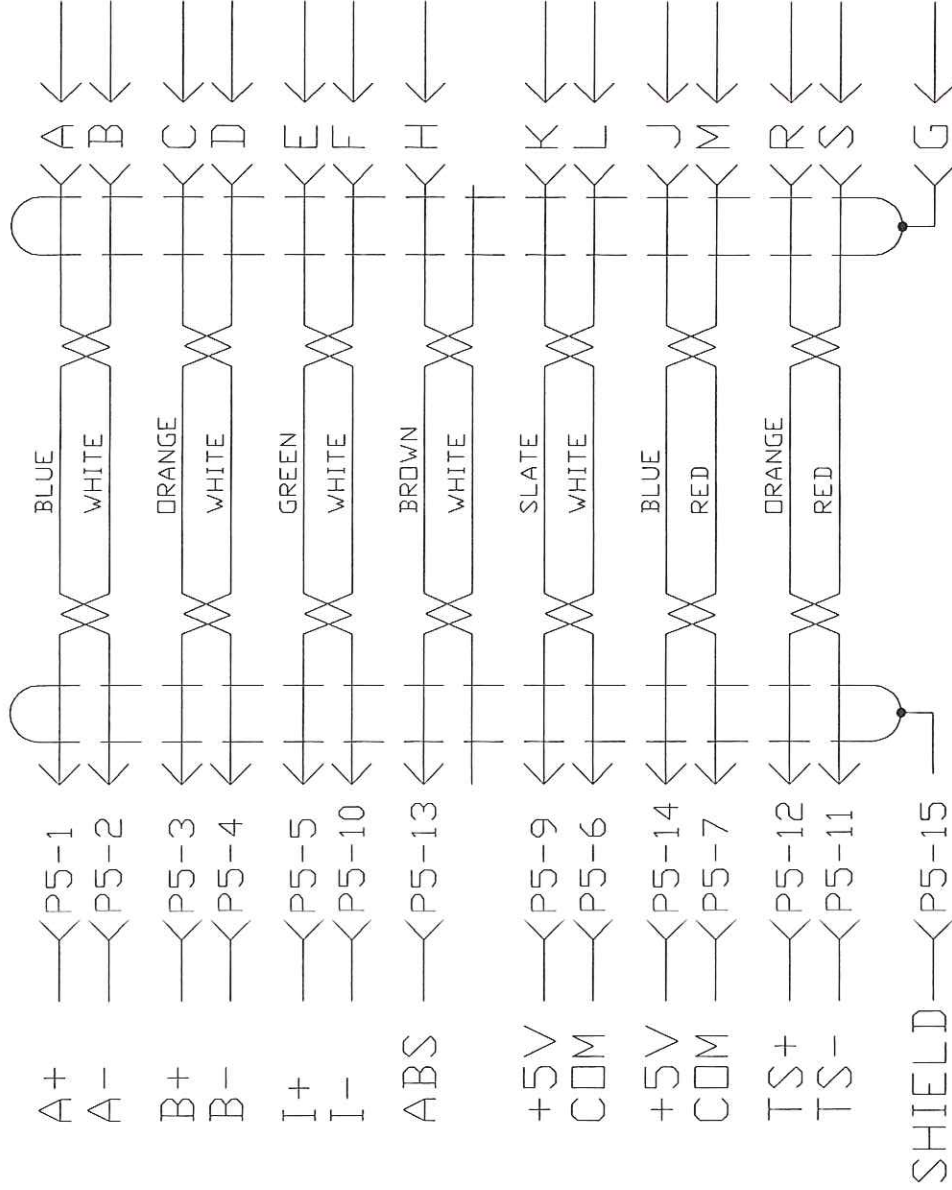 A+ P5-1 BLUE A
A- P5-2 WHITE B
B+ P5-3 ORANGE C
B- P5-4 WHITE D
I+ P5-5 GREEN E
I- P5-10 WHITE F
ABS P5-13 BROWN H
WHITE
+5V P5-9 SLATE K
COM P5-6 WHITE L
+5V P5-14 BLUE J
COM P5-7 RED M
TS+ P5-12 ORANGE R
TS- P5-11 RED S
SHIELD P5-15 G